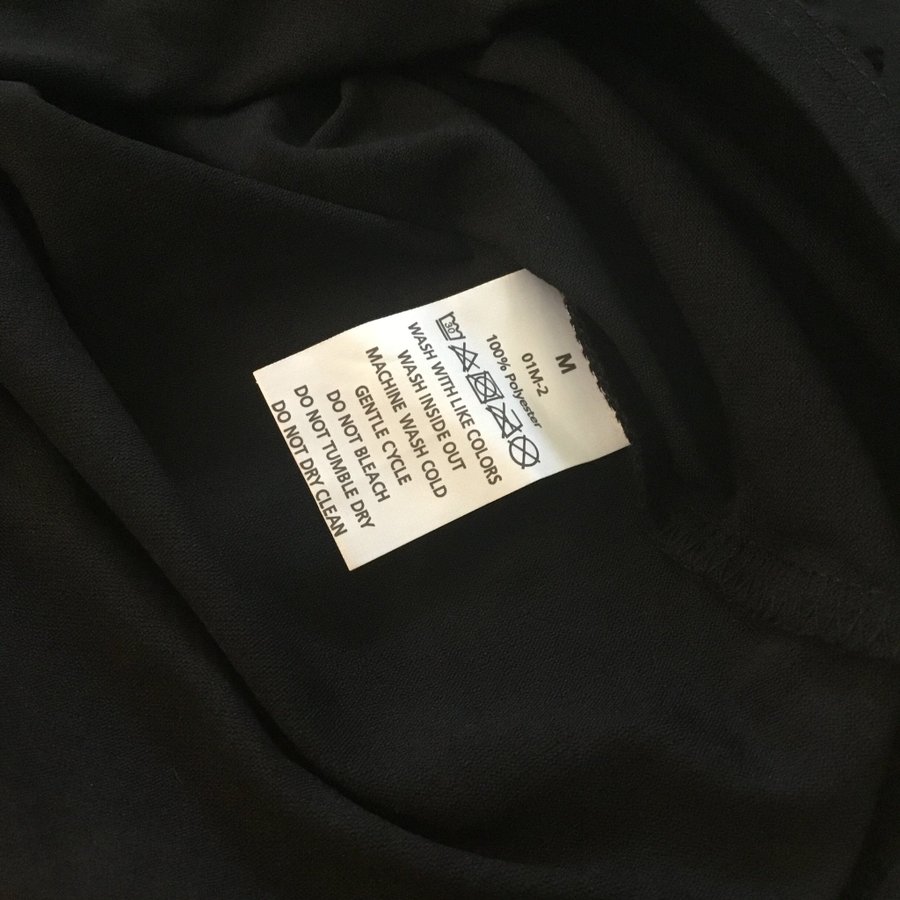 M
01M-2
100% Polyester
30
WASH WITH LIKE COLORS
WASH INSIDE OUT
MACHINE WASH COLD
GENTLE CYCLE
DO NOT BLEACH
DO NOT TUMBLE DRY
DO NOT DRY CLEAN